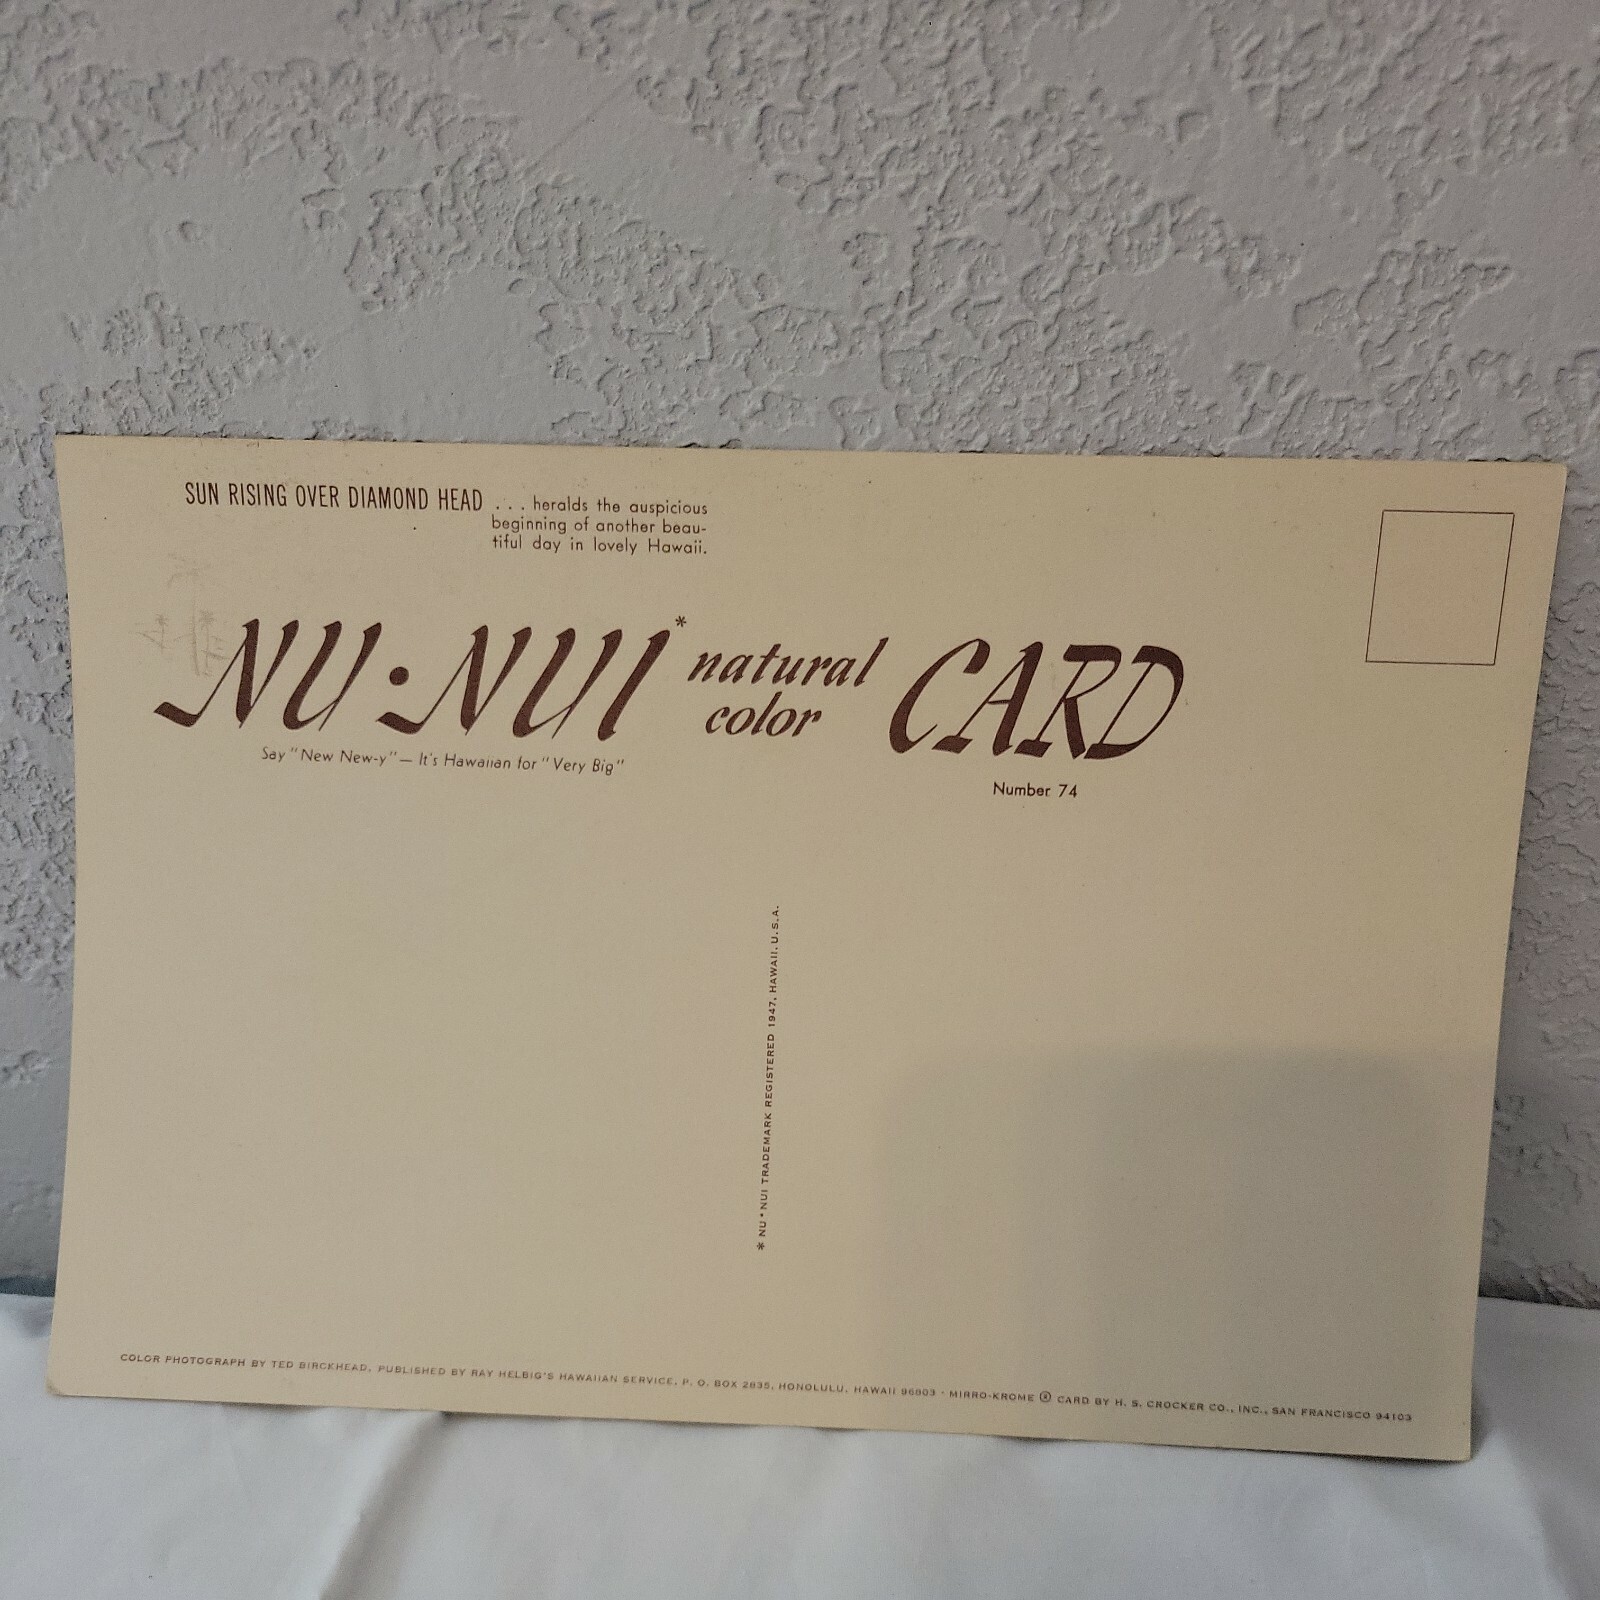 SUN RISING OVER DIAMOND HEAD . . . heralds the auspicious
beginning of another beau-
tiful day in lovely Hawaii.
NU • NUI* natural color CARD
Say "New New-y" — It's Hawaiian for "Very Big"
Number 74
* NU • NUI TRADEMARK REGISTERED 1947, HAWAII, U.S.A.
COLOR PHOTOGRAPH BY TED BIRCKHEAD, PUBLISHED BY RAY HELBIG'S HAWAIIAN SERVICE, P. O. BOX 2835, HONOLULU, HAWAII 96803 · MIRRO-KROME ® CARD BY H. S. CROCKER CO., INC., SAN FRANCISCO 94103